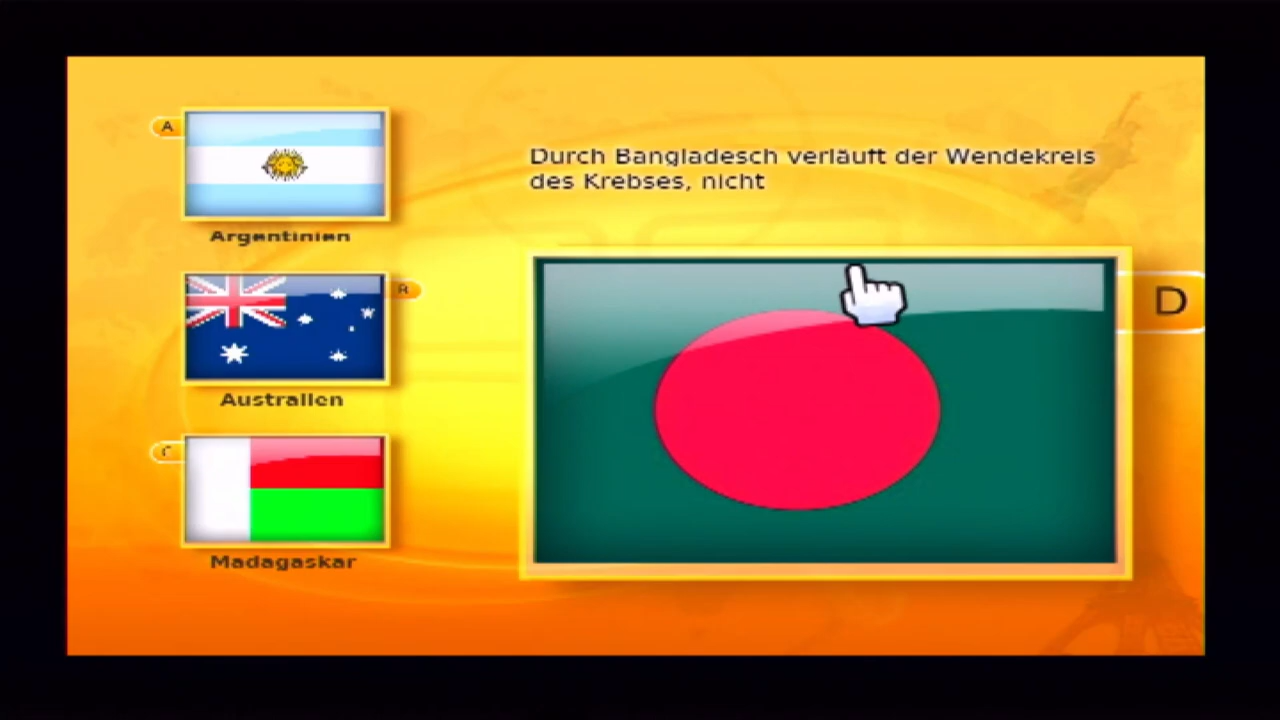 A
Argentinien
B
Australien
C
Madagaskar
Durch Bangladesch verläuft der Wendekreis
des Krebses, nicht
D